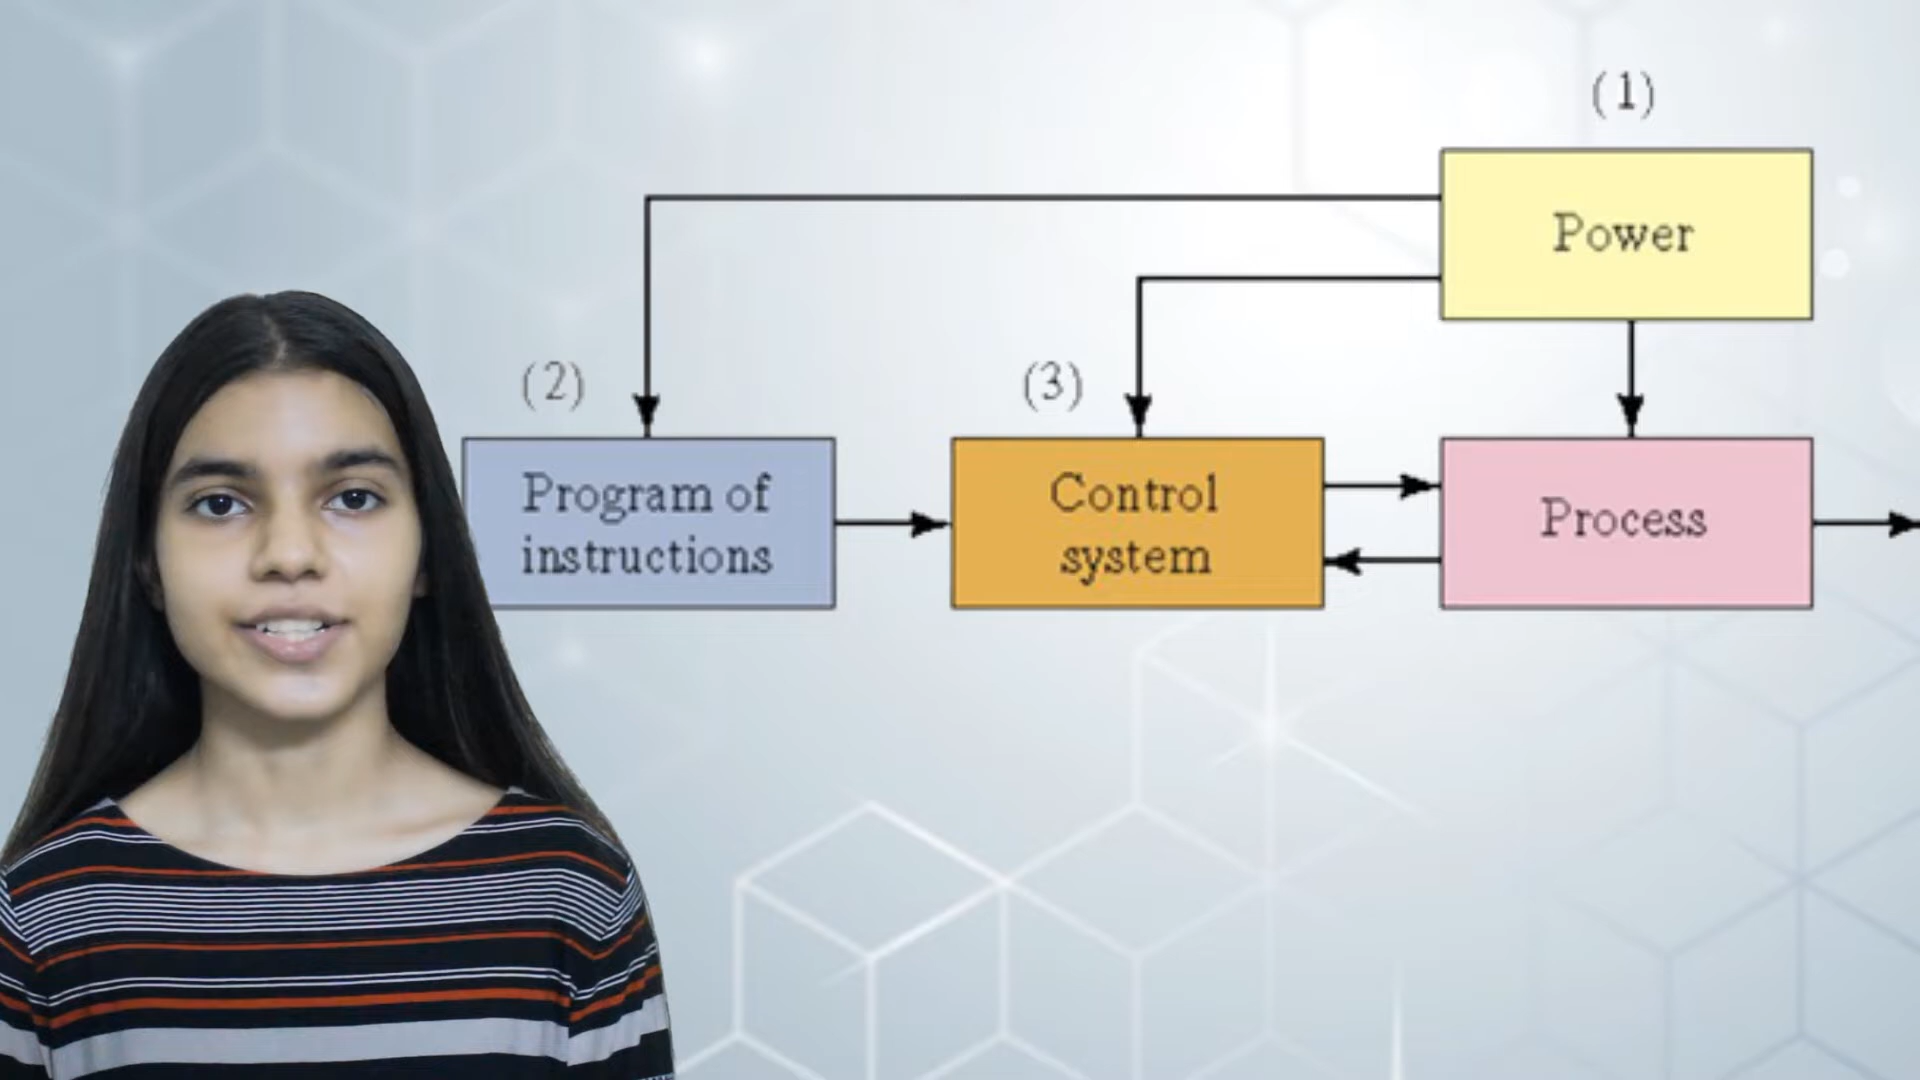 (1)
Power
(2)
(3)
Program of
instructions
Control
system
Process